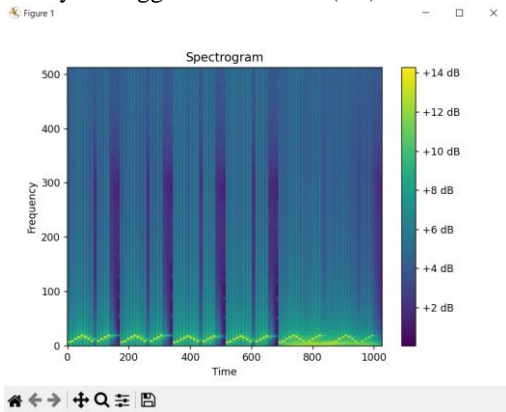 Figure 1
Spectrogram
500
400
300
200
100
0
Frequency
0 200 400 600 800 1000
Time
+14 dB
+12 dB
+10 dB
+8 dB
+6 dB
+4 dB
+2 dB